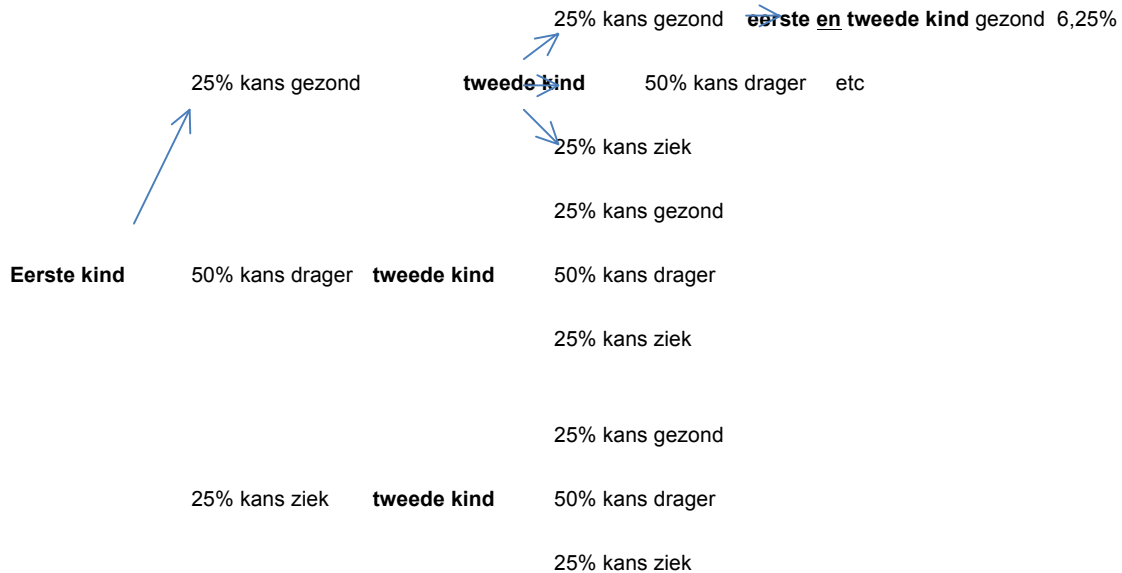 25% kans gezond eerste en tweede kind gezond 6,25%
25% kans gezond tweede kind 50% kans drager etc
25% kans ziek
25% kans gezond
Eerste kind 50% kans drager tweede kind 50% kans drager
25% kans ziek
25% kans gezond
25% kans ziek tweede kind 50% kans drager
25% kans ziek